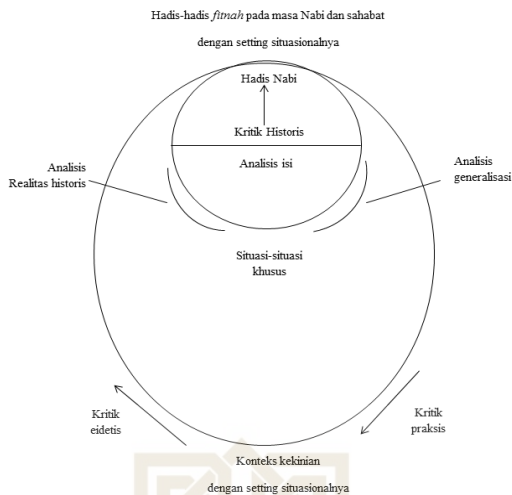 Hadis-hadis fitnah pada masa Nabi dan sahabat
dengan setting situasionalnya
Hadis Nabi
Kritik Historis
Analisis isi
Analisis
Realitas historis
Analisis
generalisasi
Situasi-situasi
khusus
Kritik
eidetis
Kritik
praksis
Konteks kekinian
dengan setting situasionalnya